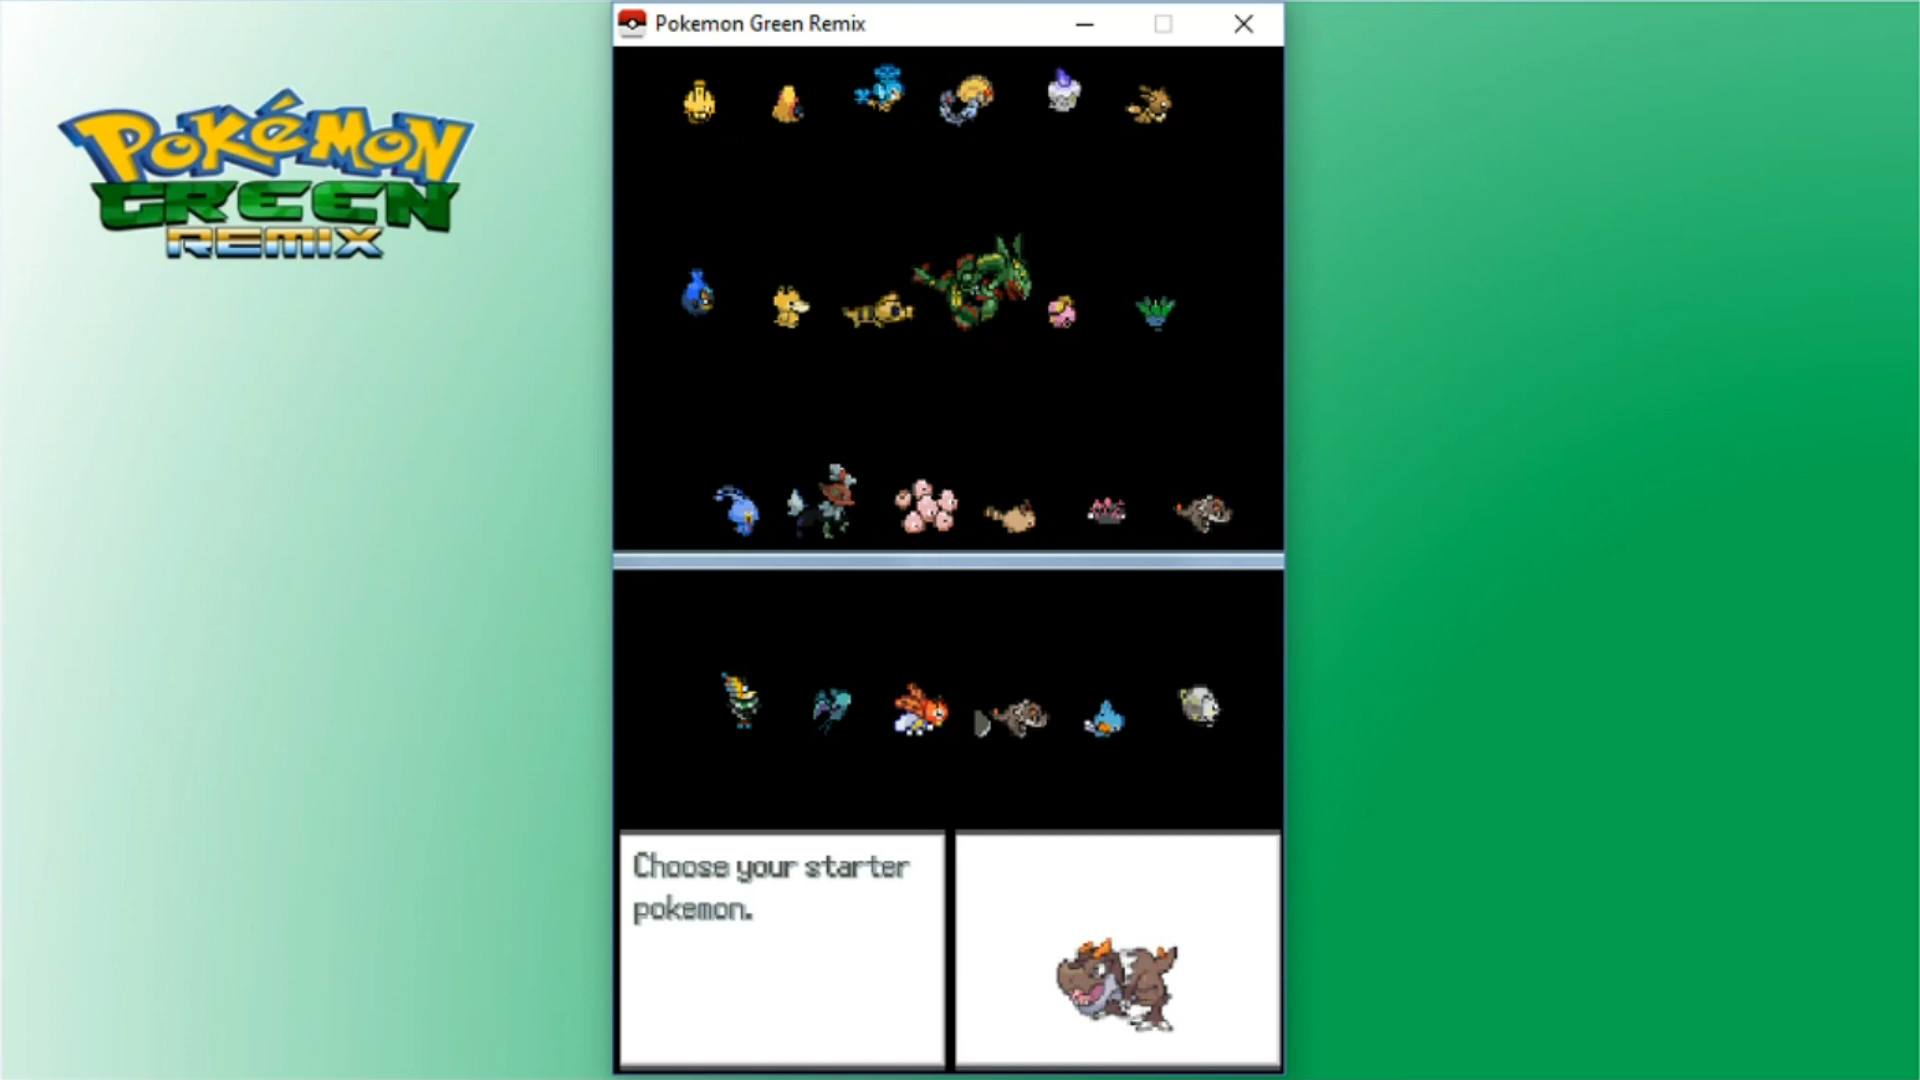 Pokemon Green Remix
POKéMON
GREEN
REMIX
Choose your starter
pokemon.